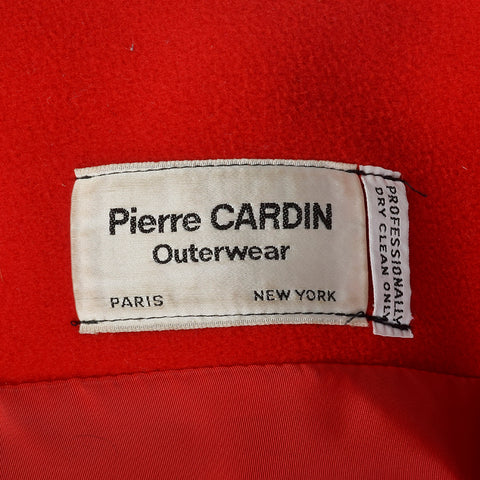 Pierre CARDIN
Outerwear
PARIS NEW YORK
PROFESSIONALLY
DRY CLEAN ONLY